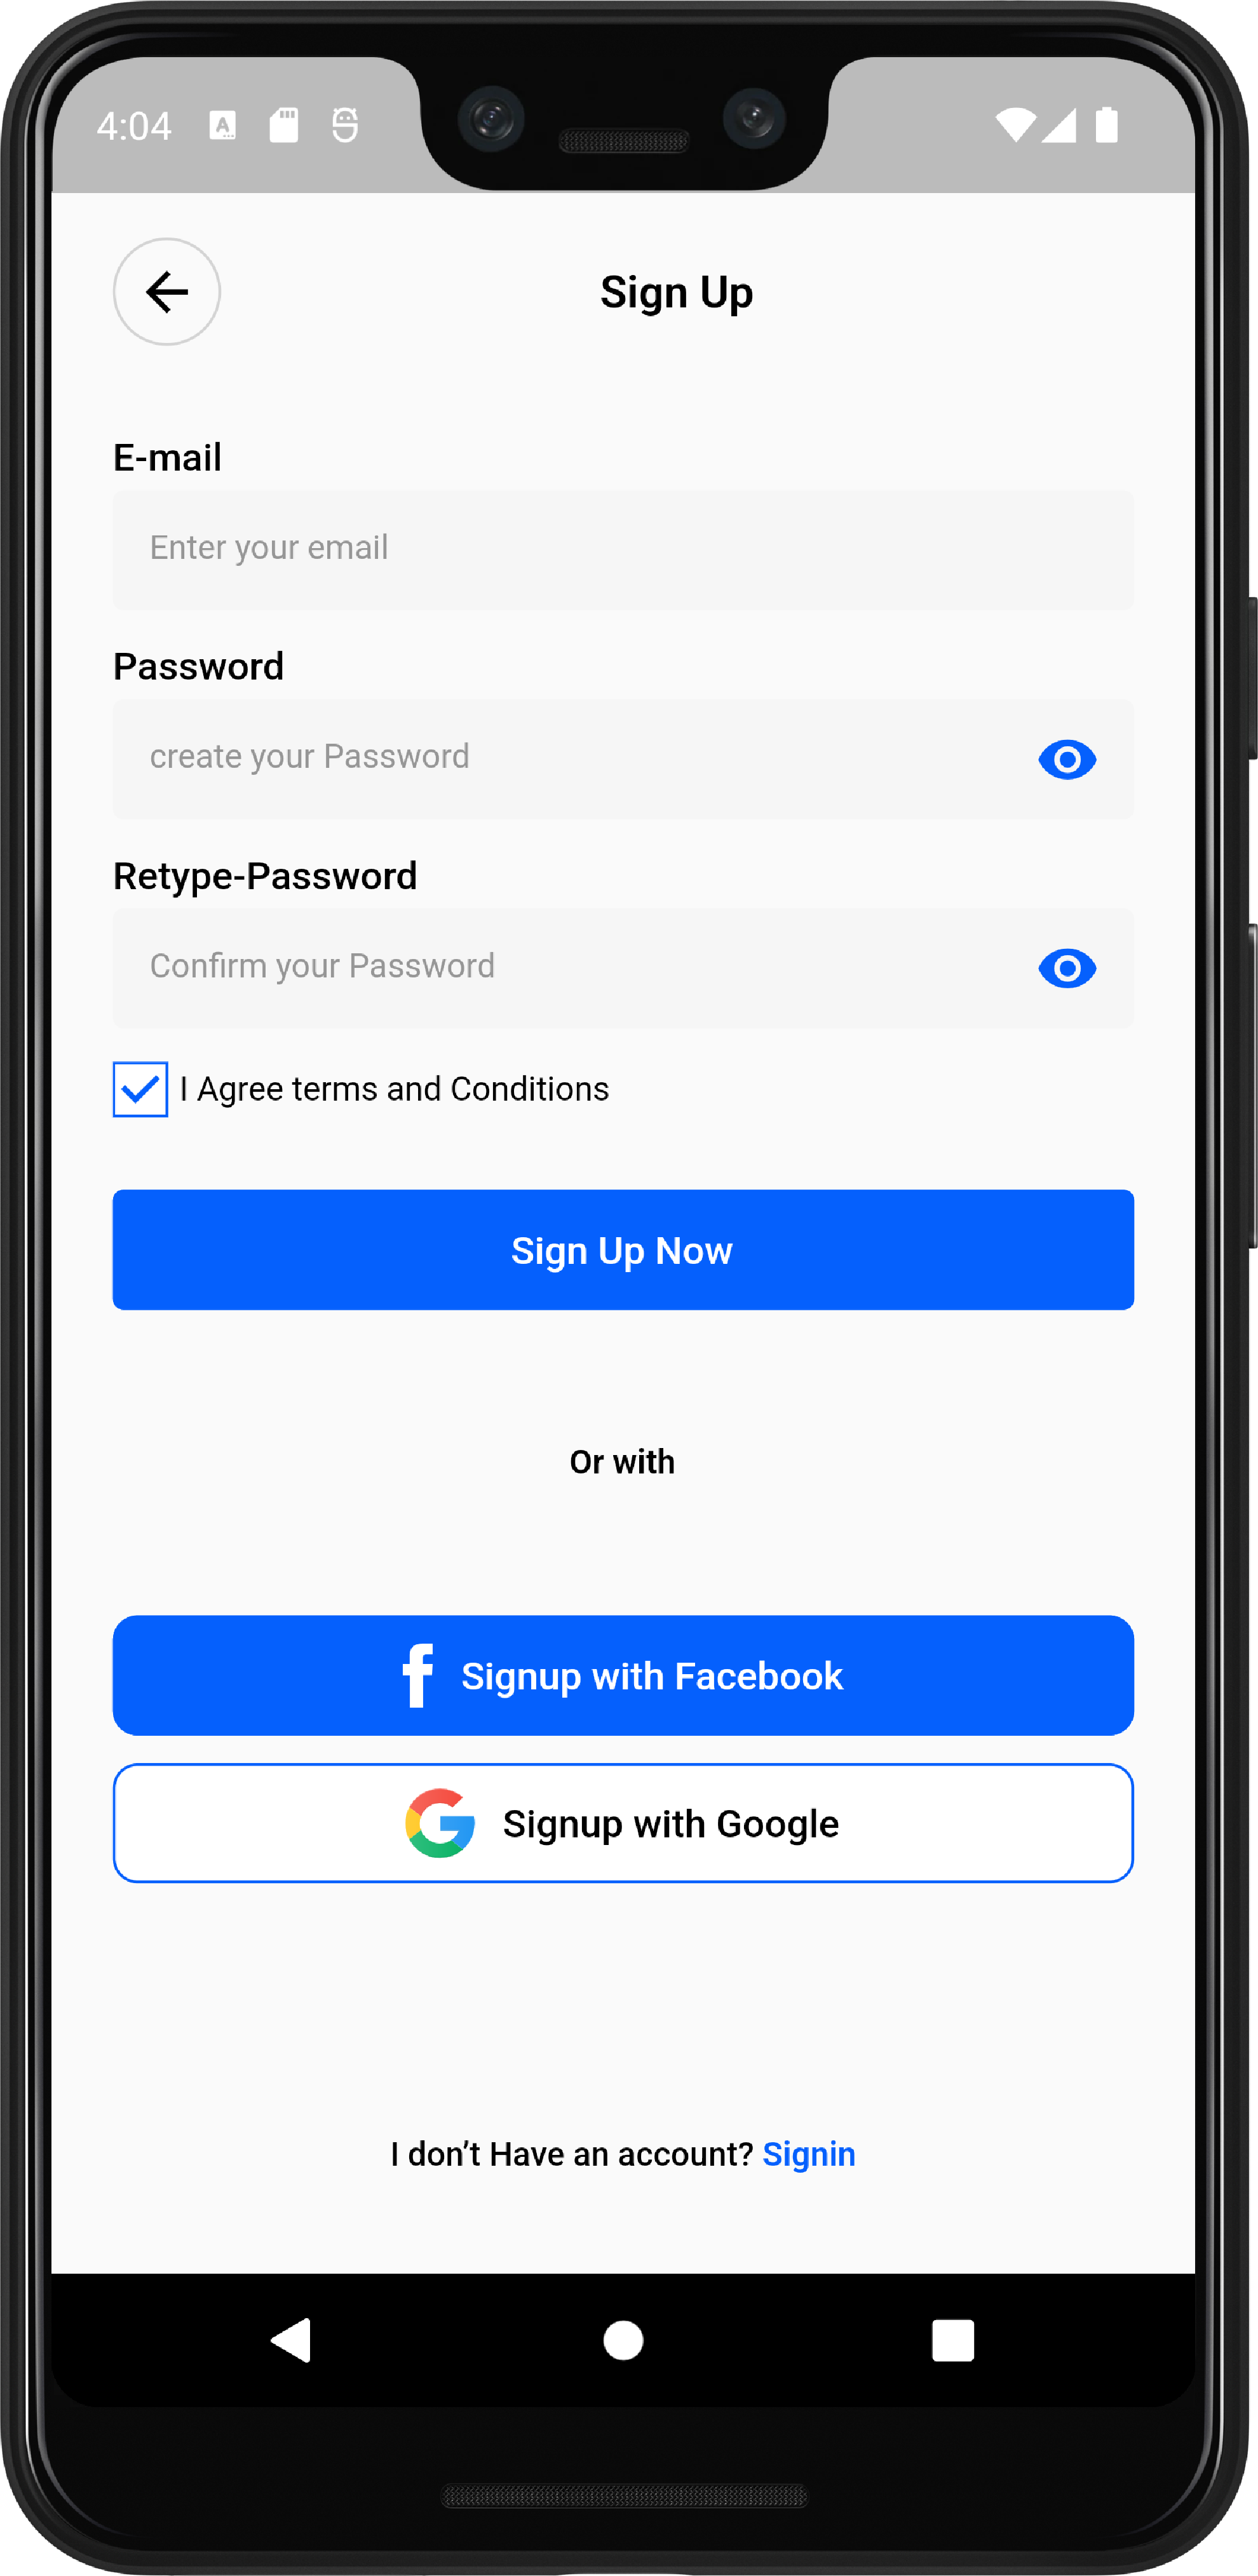 4:04
Sign Up
E-mail
Enter your email
Password
create your Password
Retype-Password
Confirm your Password
I Agree terms and Conditions
Sign Up Now
Or with
Signup with Facebook
Signup with Google
I don’t Have an account? Signin